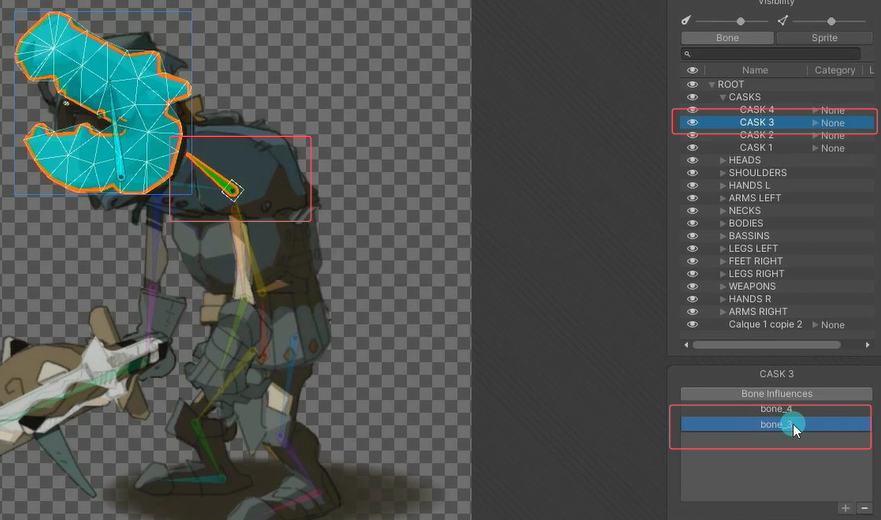 Visibility
Bone Sprite
Name Category L
ROOT
CASKS
CASK 4 None
CASK 3 None
CASK 2 None
CASK 1 None
HEADS
SHOULDERS
HANDS L
ARMS LEFT
NECKS
BODIES
BASSINS
LEGS LEFT
FEET RIGHT
LEGS RIGHT
WEAPONS
HANDS R
ARMS RIGHT
Calque 1 copie 2 None
CASK 3
Bone Influences
bone_4
bone_3